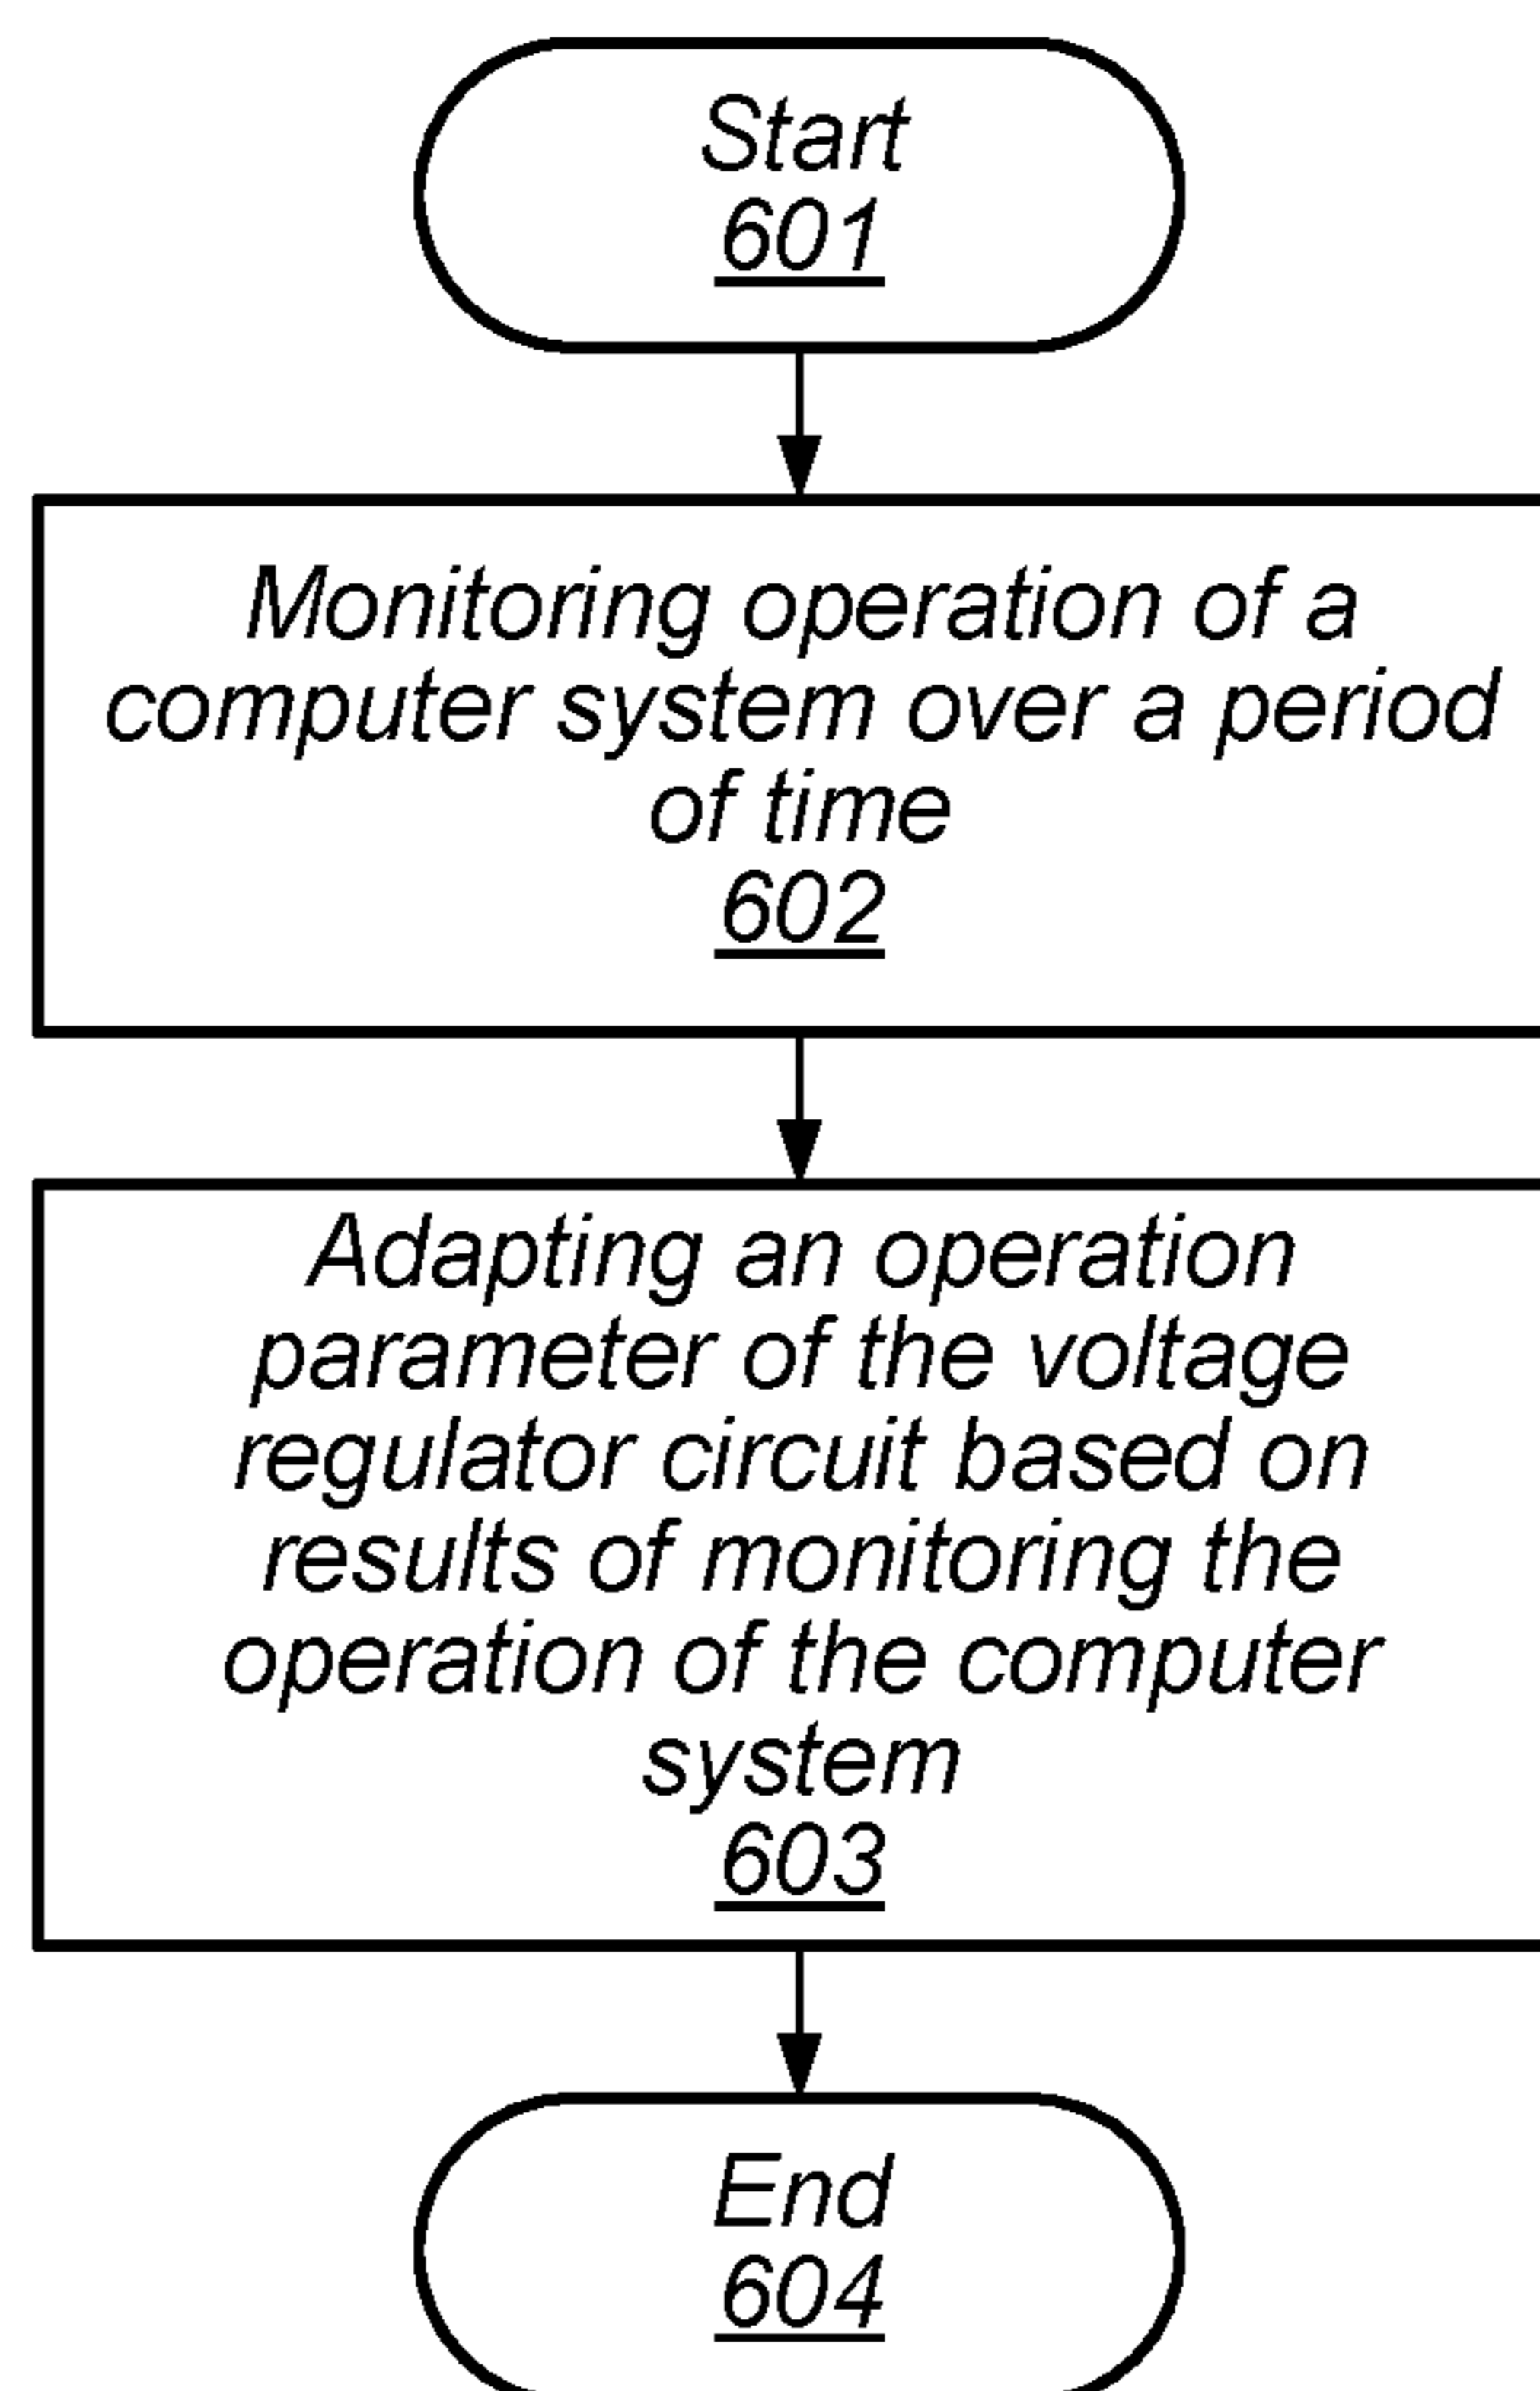 Start
601
Monitoring operation of a
computer system over a period
of time
602
Adapting an operation
parameter of the voltage
regulator circuit based on
results of monitoring the
operation of the computer
system
603
End
604